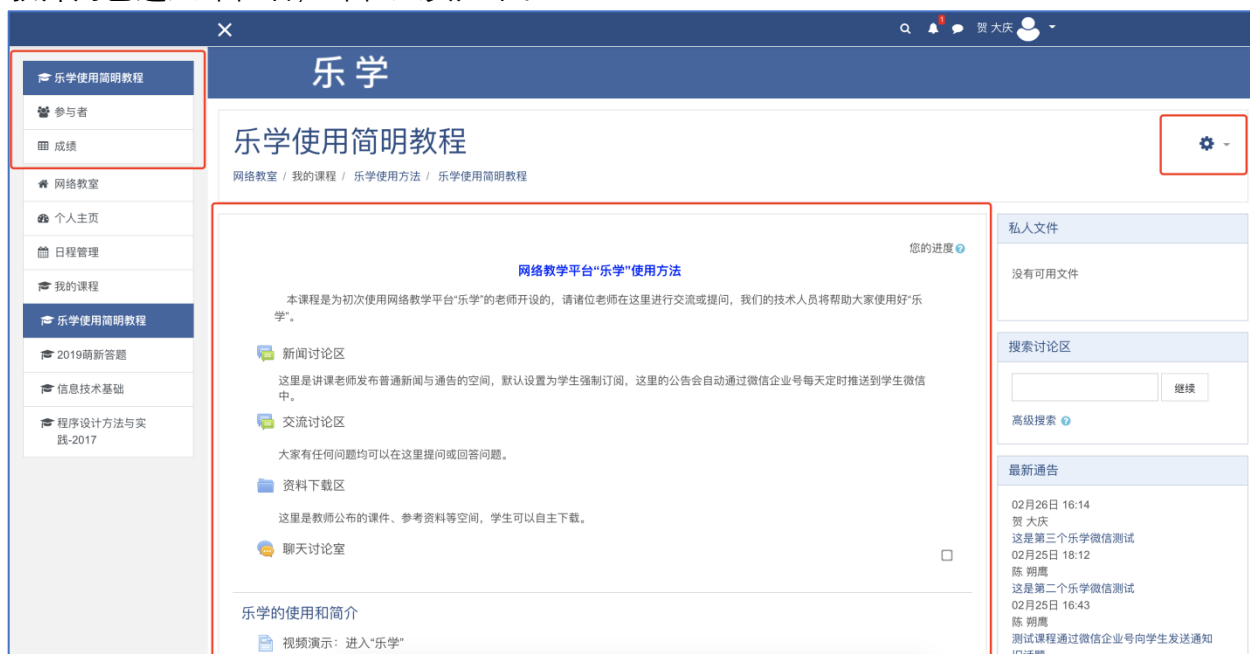 贺 大庆
乐学
乐学使用简明教程
参与者
成绩
网络教室
个人主页
日程管理
我的课程
乐学使用简明教程
2019萌新答题
信息技术基础
程序设计方法与实
践-2017
乐学使用简明教程
网络教室 / 我的课程 / 乐学使用方法 / 乐学使用简明教程
您的进度
网络教学平台“乐学”使用方法
本课程是为初次使用网络教学平台“乐学”的老师开设的，请诸位老师在这里进行交流或提问，我们的技术人员将帮助大家使用好“乐
学”。
新闻讨论区
这里是讲课老师发布普通新闻与通告的空间，默认设置为学生强制订阅，这里的公告会自动通过微信企业号每天定时推送到学生微信
中。
交流讨论区
大家有任何问题均可以在这里提问或回答问题。
资料下载区
这里是教师公布的课件、参考资料等空间，学生可以自主下载。
聊天讨论室
乐学的使用和简介
视频演示：进入“乐学”
私人文件
没有可用文件
搜索讨论区
继续
高级搜索
最新通告
02月26日 16:14
贺 大庆
这是第三个乐学微信测试
02月25日 18:12
陈 朔鹰
这是第二个乐学微信测试
02月25日 16:43
陈 朔鹰
测试课程通过微信企业号向学生发送通知